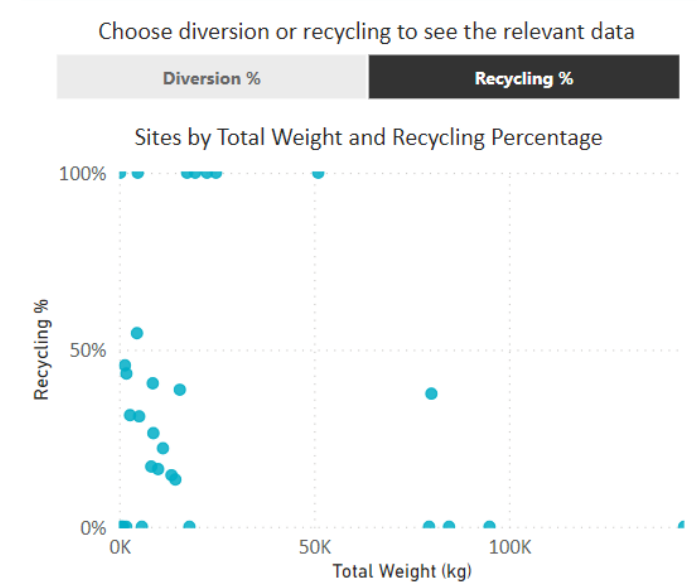 Choose diversion or recycling to see the relevant data
Diversion %
Recycling %
Sites by Total Weight and Recycling Percentage
100%
50%
0%
Recycling %
0K
50K
100K
Total Weight (kg)